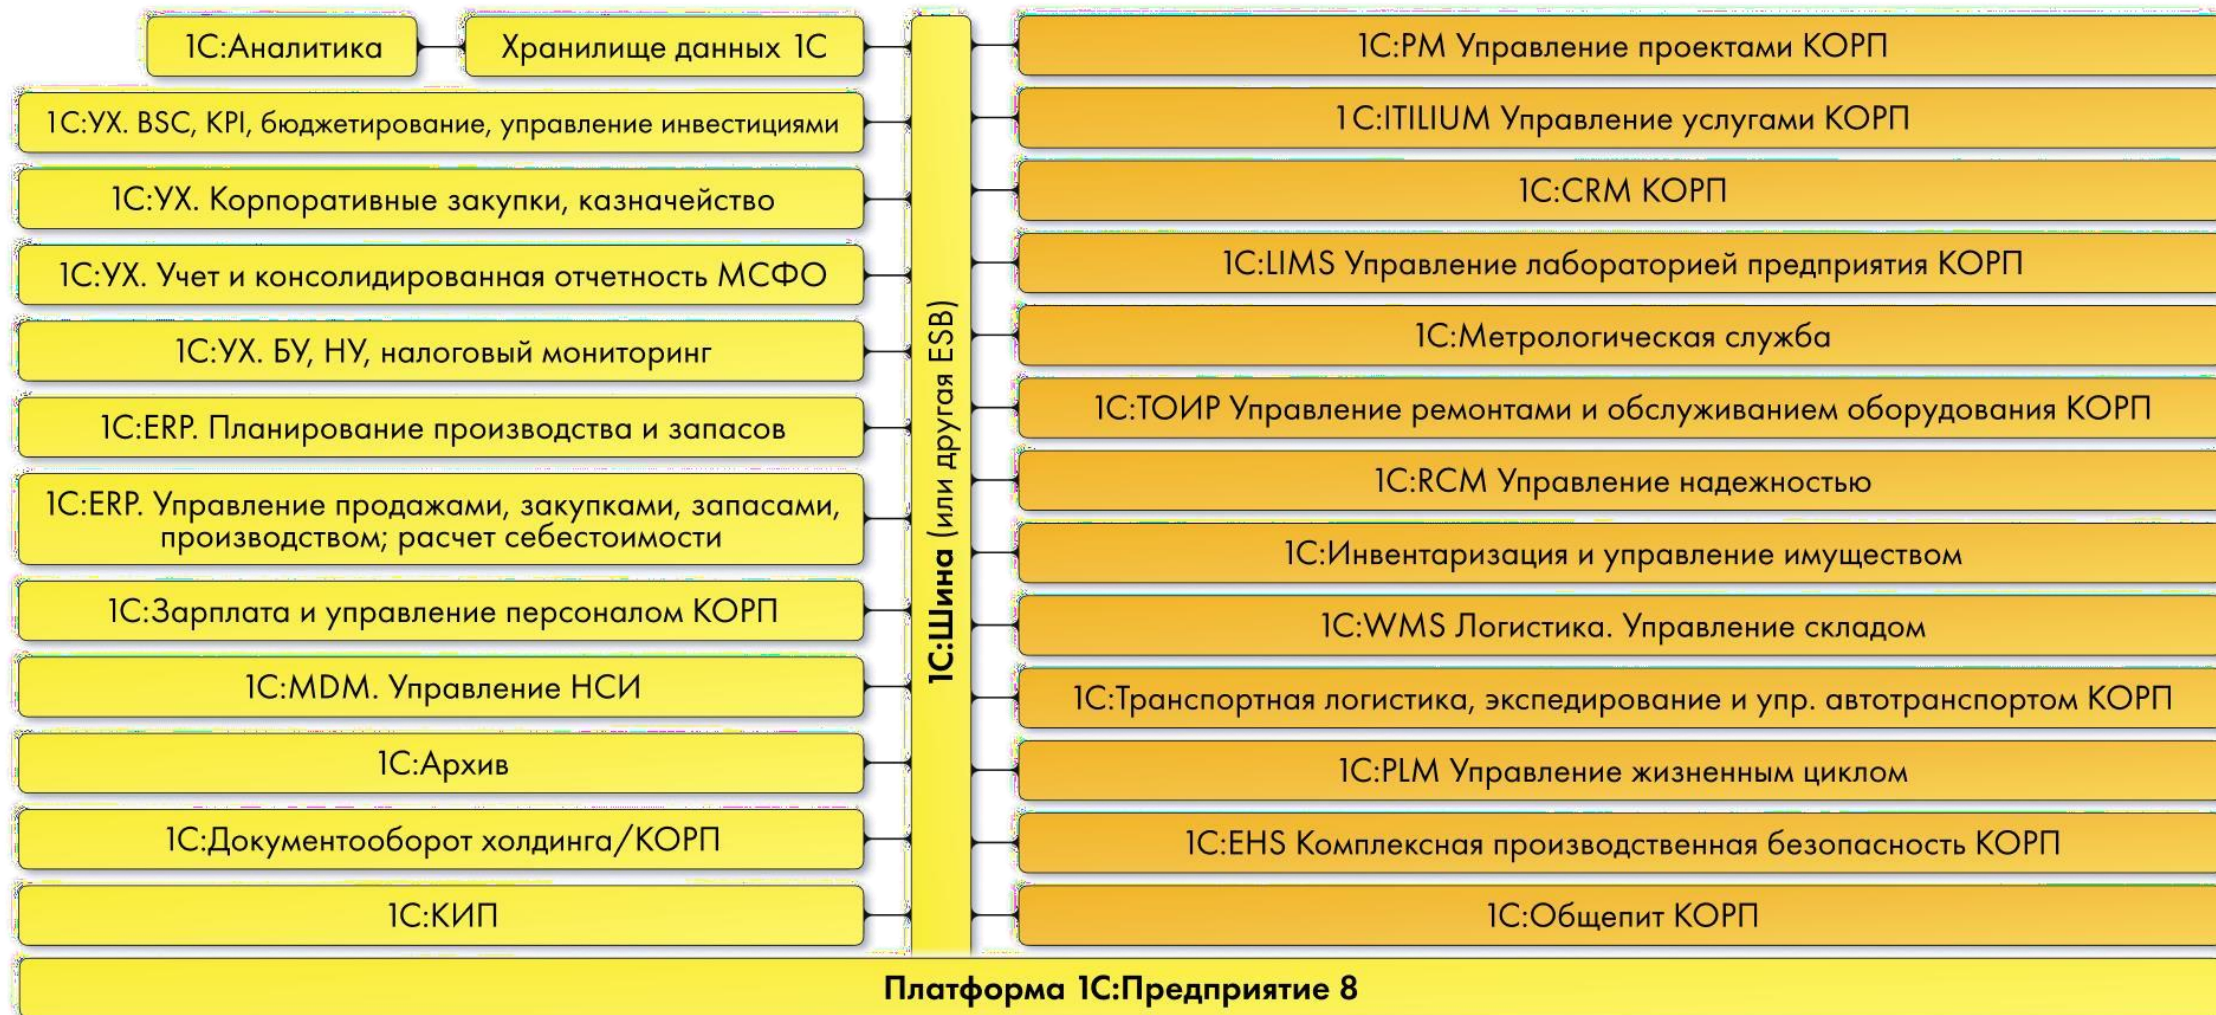 1С:Аналитика
Хранилище данных 1С
1С:УХ. BSC, KPI, бюджетирование, управление инвестициями
1С:УХ. Корпоративные закупки, казначейство
1С:УХ. Учет и консолидированная отчетность МСФО
1С:УХ. БУ, НУ, налоговый мониторинг
1С:ERP. Планирование производства и запасов
1С:ERP. Управление продажами, закупками, запасами,
производством; расчет себестоимости
1С:Зарплата и управление персоналом КОРП
1С:MDM. Управление НСИ
1С:Архив
1С:Документооборот холдинга/КОРП
1С:КИП
1С:Шина (или другая ESB)
1С:PM Управление проектами КОРП
1С:ITILIUM Управление услугами КОРП
1С:CRM КОРП
1С:LIMS Управление лабораторией предприятия КОРП
1С:Метрологическая служба
1С:ТОИР Управление ремонтами и обслуживанием оборудования КОРП
1С:RCM Управление надежностью
1С:Инвентаризация и управление имуществом
1С:WMS Логистика. Управление складом
1С:Транспортная логистика, экспедирование и упр. автотранспортом КОРП
1С:PLM Управление жизненным циклом
1С:EHS Комплексная производственная безопасность КОРП
1С:Общепит КОРП
Платформа 1С:Предприятие 8